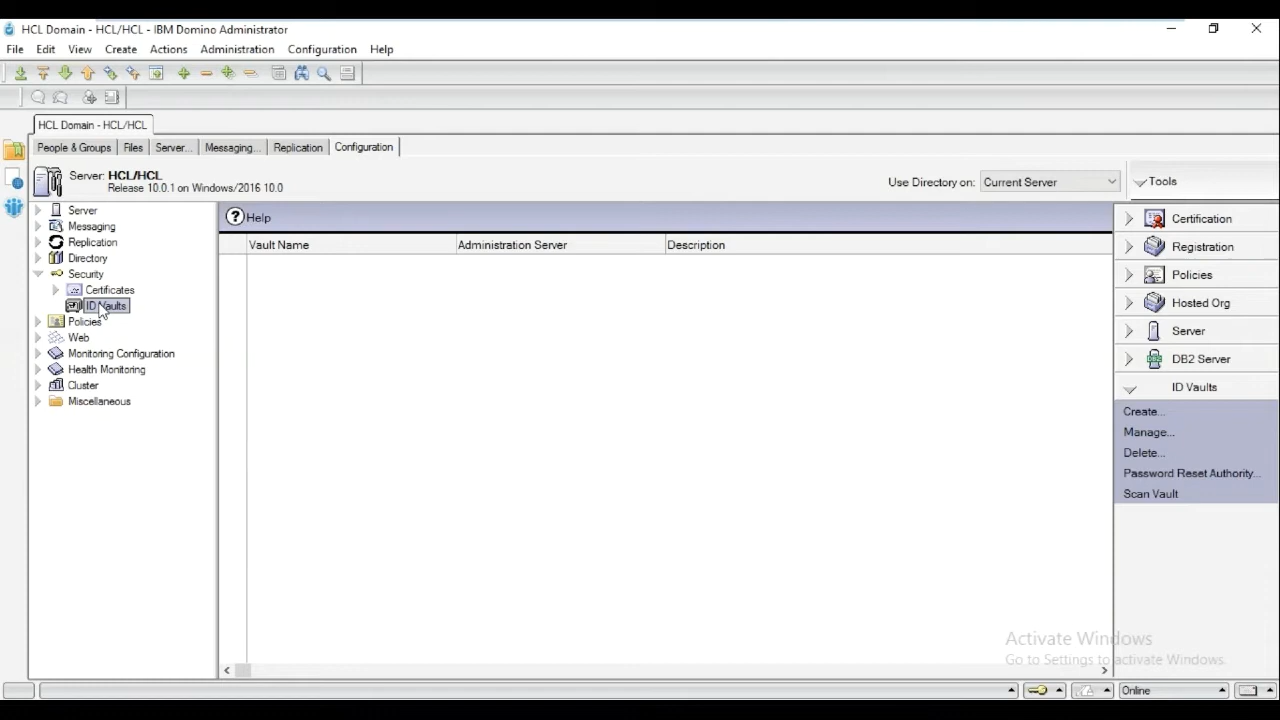 HCL Domain - HCL/HCL - IBM Domino Administrator
File Edit View Create Actions Administration Configuration Help
HCL Domain - HCL/HCL
People & Groups Files Server... Messaging... Replication Configuration
Server: HCL/HCL
Release 10.0.1 on Windows/2016 10.0
Use Directory on: Current Server
Tools
Server
Messaging
Replication
Directory
Security
Certificates
ID Vaults
Policies
Web
Monitoring Configuration
Health Monitoring
Cluster
Miscellaneous
Help
Vault Name Administration Server Description
Certification
Registration
Policies
Hosted Org
Server
DB2 Server
ID Vaults
Create...
Manage...
Delete...
Password Reset Authority...
Scan Vault
Activate Windows
Go to Settings to activate Windows.
Online